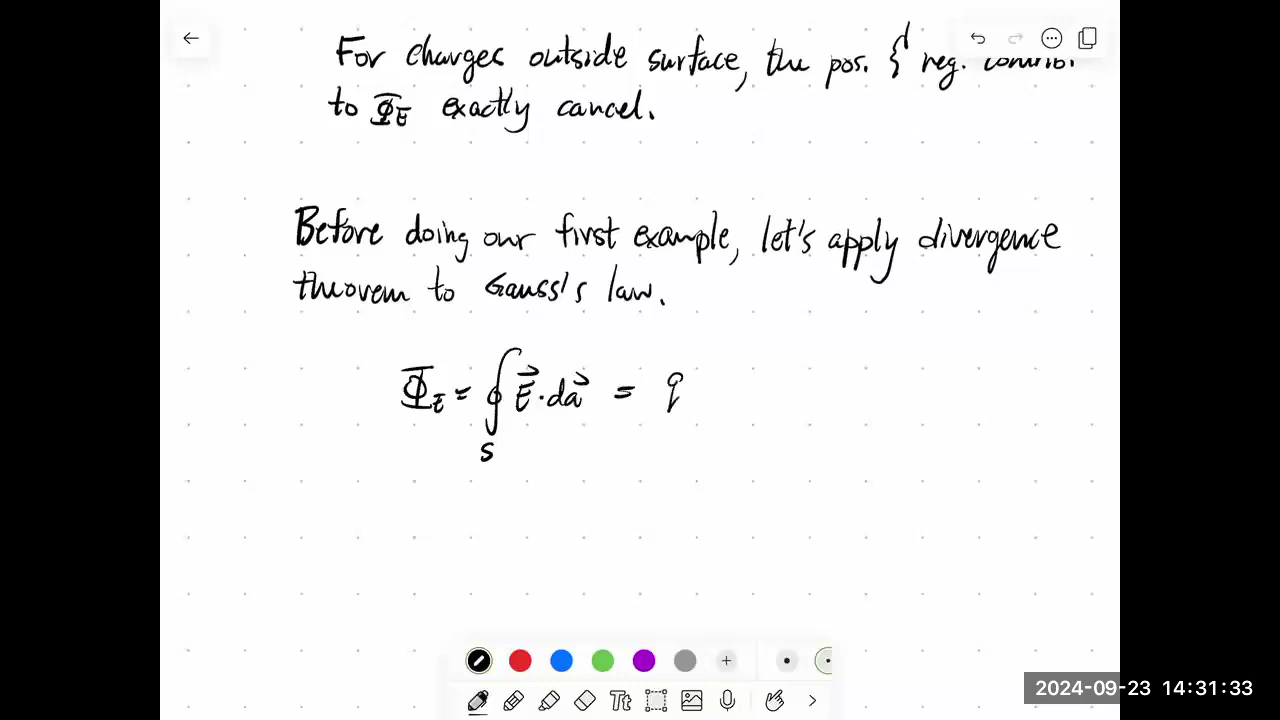 For charges outside surface, the pos. & neg.
to Φ_E exactly cancel.
Before doing our first example, let's apply divergence
theorem to Gauss's law.
Φ_E = ∮_S E⃗ · da⃗ = q
Tt
2024-09-23 14:31:33